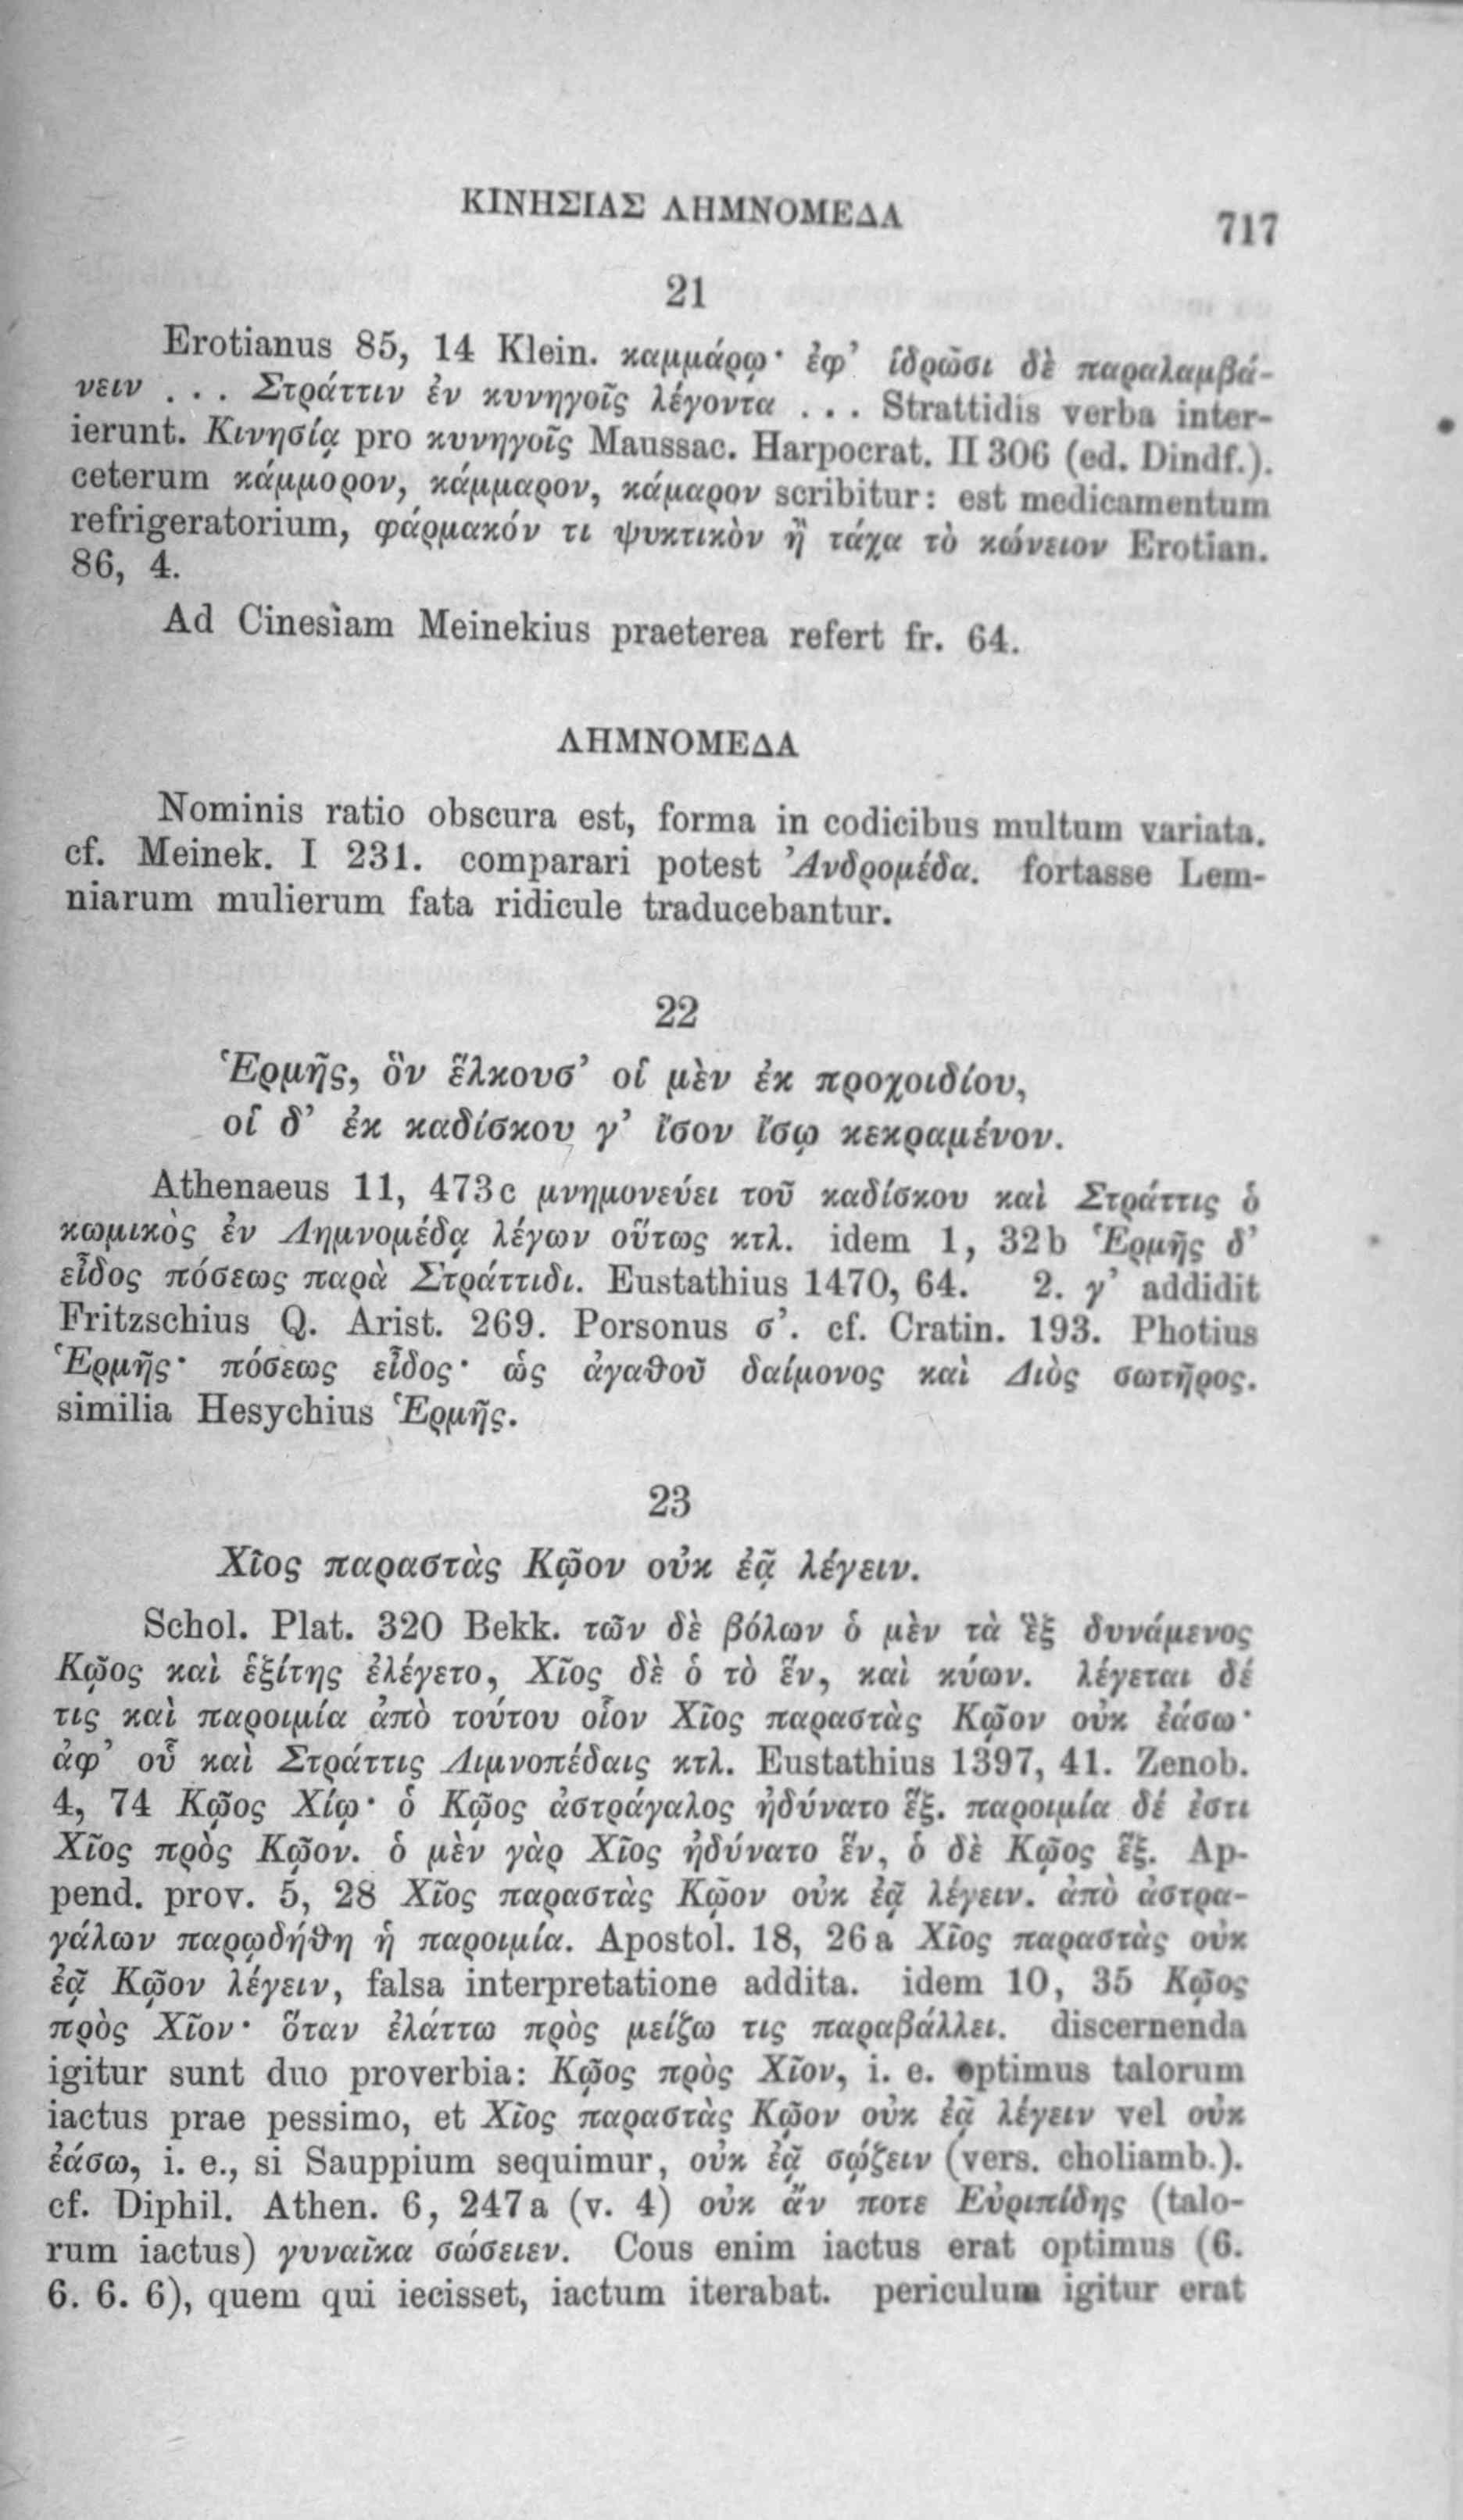 ΚΙΝΗΣΙΑΣ ΛΗΜΝΟΜΕΔΑ 717
21
Erotianus 85, 14 Klein. καμμάρῳ· ἐφ’ ἱδρῶσι δὲ παραλαμβά-
νειν . . . Στράττιν ἐν κυνηγοῖς λέγοντα . . . Strattidis verba inter-
ierunt. Κινησίᾳ pro κυνηγοῖς Maussac. Harpocrat. II 306 (ed. Dindf.).
ceterum κάμμορον, κάμμαρον, κάμαρον scribitur: est medicamentum
refrigeratorium, φάρμακόν τι ψυκτικὸν ἢ τάχα τὸ κώνειον Erotian.
86, 4.
Ad Cinesiam Meinekius praeterea refert fr. 64.
ΛΗΜΝΟΜΕΔΑ
Nominis ratio obscura est, forma in codicibus multum variata.
cf. Meinek. I 231. comparari potest Ἀνδρομέδα. fortasse Lem-
niarum mulierum fata ridicule traducebantur.
22
Ἑρμῆς, ὃν ἕλκουσ’ οἱ μὲν ἐκ προχοιδίου,
οἱ δ’ ἐκ καδίσκου γ’ ἴσον ἴσῳ κεκραμένον.
Athenaeus 11, 473c μνημονεύει τοῦ καδίσκου καὶ Στράττις ὁ
κωμικὸς ἐν Λημνομέδᾳ λέγων οὕτως κτλ. idem 1, 32b Ἑρμῆς δ’
εἶδος πόσεως παρὰ Στράττιδι. Eustathius 1470, 64. 2. γ’ addidit
Fritzschius Q. Arist. 269. Porsonus σ’. cf. Cratin. 193. Photius
Ἑρμῆς· πόσεως εἶδος· ὡς ἀγαθοῦ δαίμονος καὶ Διὸς σωτῆρος.
similia Hesychius Ἑρμῆς.
23
Χῖος παραστὰς Κῷον οὐκ ἐᾷ λέγειν.
Schol. Plat. 320 Bekk. τῶν δὲ βόλων ὁ μὲν τὰ ἓξ δυνάμενος
Κῷος καὶ ἑξίτης ἐλέγετο, Χῖος δὲ ὁ τὸ ἕν, καὶ κύων. λέγεται δέ
τις καὶ παροιμία ἀπὸ τούτου οἷον Χῖος παραστὰς Κῷον οὐκ ἐάσω·
ἀφ’ οὗ καὶ Στράττις Λιμνοπέδαις κτλ. Eustathius 1397, 41. Zenob.
4, 74 Κῷος Χίῳ· ὁ Κῷος ἀστράγαλος ἠδύνατο ἕξ. παροιμία δέ ἐστι
Χῖος πρὸς Κῷον. ὁ μὲν γὰρ Χῖος ἠδύνατο ἕν, ὁ δὲ Κῷος ἕξ. Ap-
pend. prov. 5, 28 Χῖος παραστὰς Κῷον οὐκ ἐᾷ λέγειν. ἀπὸ ἀστρα-
γάλων παρῳδήθη ἡ παροιμία. Apostol. 18, 26a Χῖος παραστὰς οὐκ
ἐᾷ Κῷον λέγειν, falsa interpretatione addita. idem 10, 35 Κῷος
πρὸς Χῖον· ὅταν ἐλάττω πρὸς μείζω τις παραβάλλει. discernenda
igitur sunt duo proverbia: Κῷος πρὸς Χῖον, i. e. optimus talorum
iactus prae pessimo, et Χῖος παραστὰς Κῷον οὐκ ἐᾷ λέγειν vel οὐκ
ἐάσω, i. e., si Sauppium sequimur, οὐκ ἐᾷ σῴζειν (vers. choliamb.).
cf. Diphil. Athen. 6, 247a (v. 4) οὐκ ἄν ποτε Εὐριπίδης (talo-
rum iactus) γυναῖκα σώσειεν. Cous enim iactus erat optimus (6.
6. 6. 6), quem qui iecisset, iactum iterabat. periculum igitur erat